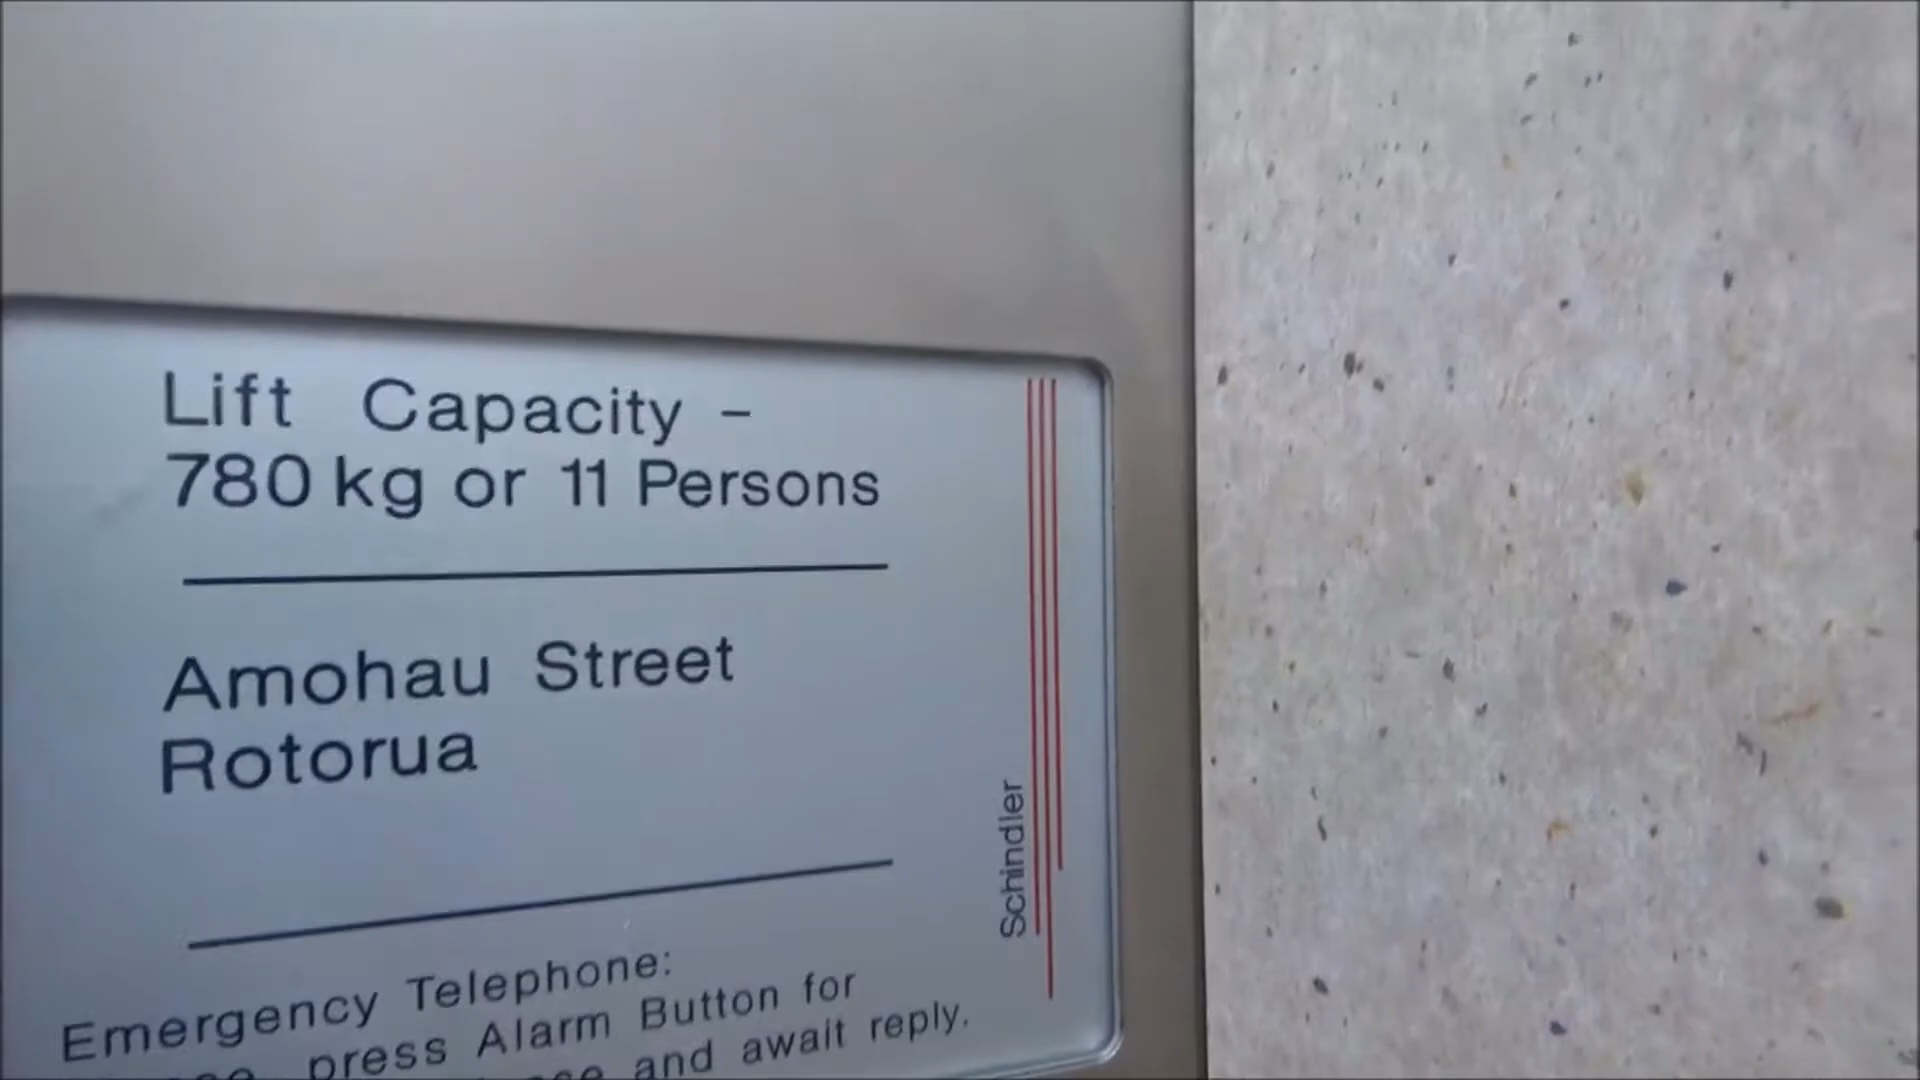 Lift Capacity -
780 kg or 11 Persons
Amohau Street
Rotorua
Schindler
Emergency Telephone:
press Alarm Button for
and await reply.